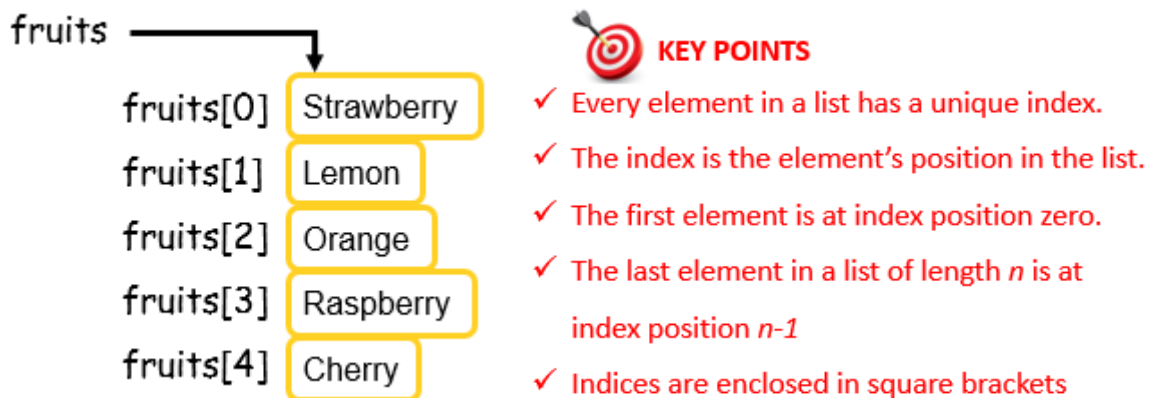 fruits
fruits[0] Strawberry
fruits[1] Lemon
fruits[2] Orange
fruits[3] Raspberry
fruits[4] Cherry
KEY POINTS
✓ Every element in a list has a unique index.
✓ The index is the element’s position in the list.
✓ The first element is at index position zero.
✓ The last element in a list of length n is at
index position n-1
✓ Indices are enclosed in square brackets